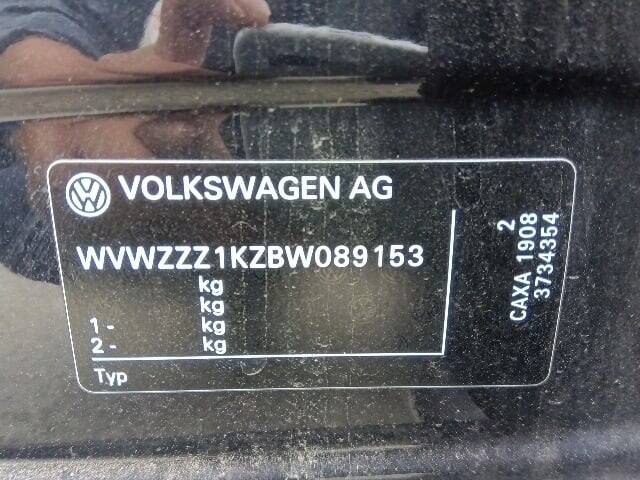 VOLKSWAGEN AG
WVWZZZ1KZBW089153
kg
kg
1 - kg
2 - kg
Typ
2
CAXA 1908
3734354